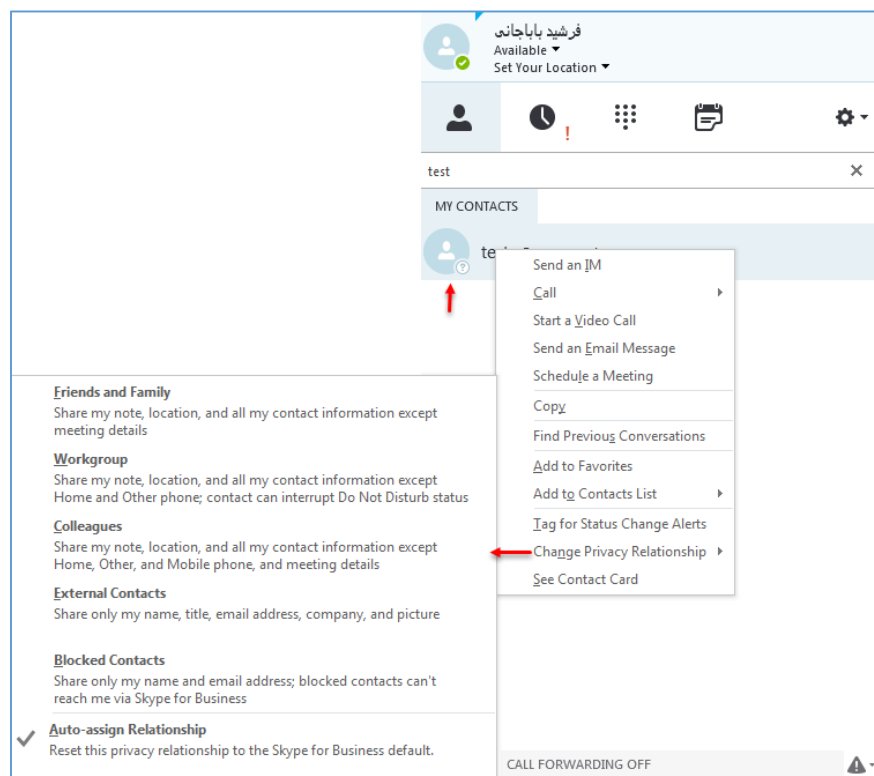 فرشید باباجانی
Available
Set Your Location
!
test
MY CONTACTS
Send an IM
Call
Start a Video Call
Send an Email Message
Schedule a Meeting
Copy
Find Previous Conversations
Add to Favorites
Add to Contacts List
Tag for Status Change Alerts
Change Privacy Relationship
See Contact Card
Friends and Family
Share my note, location, and all my contact information except
meeting details
Workgroup
Share my note, location, and all my contact information except
Home and Other phone; contact can interrupt Do Not Disturb status
Colleagues
Share my note, location, and all my contact information except
Home, Other, and Mobile phone, and meeting details
External Contacts
Share only my name, title, email address, company, and picture
Blocked Contacts
Share only my name and email address; blocked contacts can't
reach me via Skype for Business
Auto-assign Relationship
Reset this privacy relationship to the Skype for Business default.
CALL FORWARDING OFF